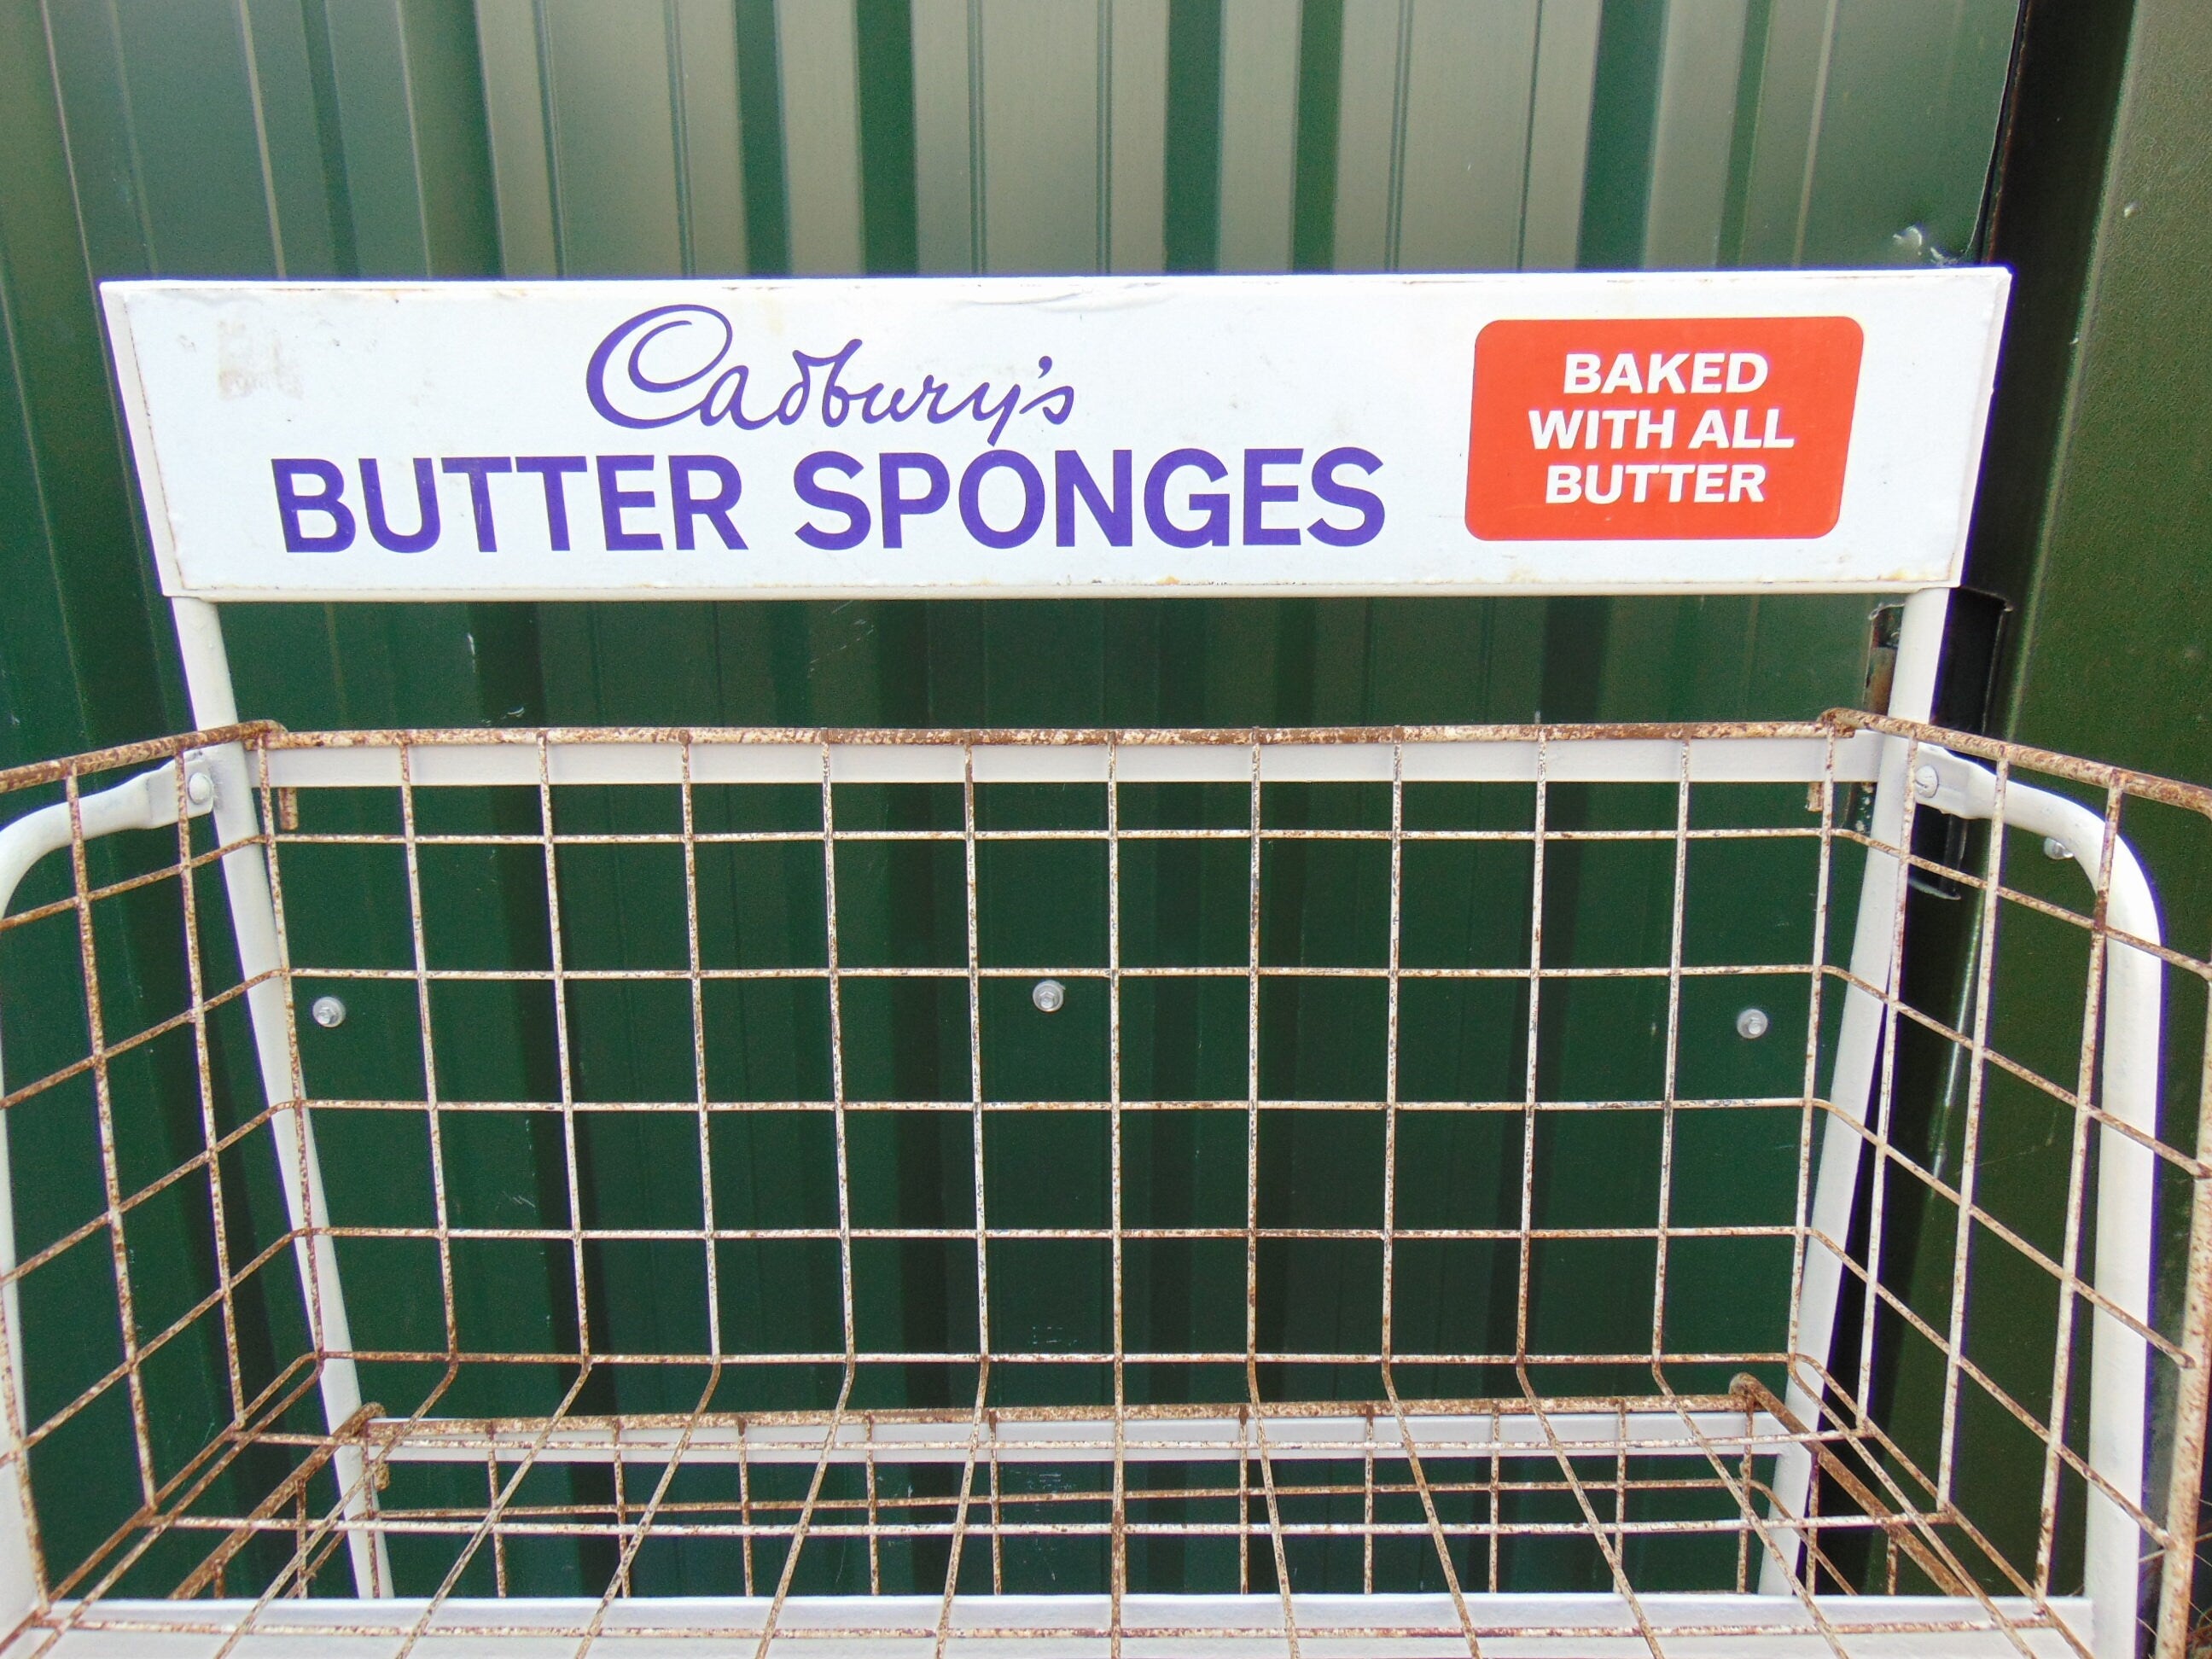 Cadbury's
BUTTER SPONGES
BAKED
WITH ALL
BUTTER